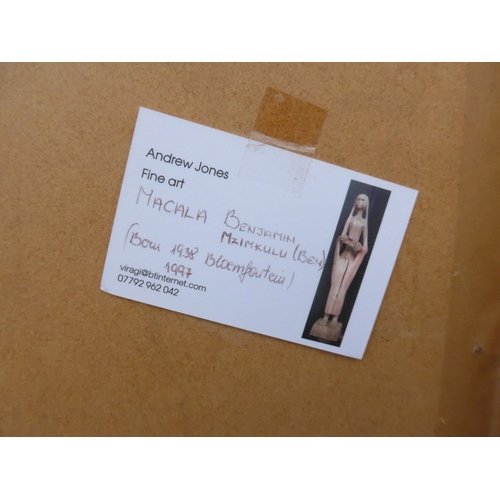 Andrew Jones
Fine art
MACALA BENJAMIN
MZIMKULU (BEN)
(Born 1938 Bloemfontein)
1997
viragi@btinternet.com
07792 962 042